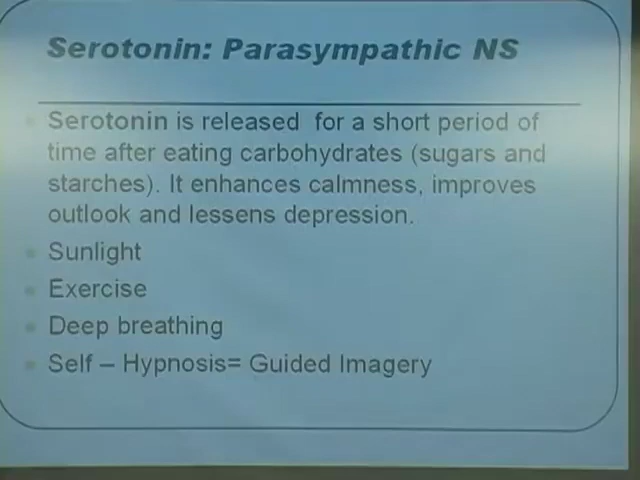 Serotonin: Parasympathic NS
Serotonin is released for a short period of
time after eating carbohydrates (sugars and
starches). It enhances calmness, improves
outlook and lessens depression.
Sunlight
Exercise
Deep breathing
Self – Hypnosis= Guided Imagery